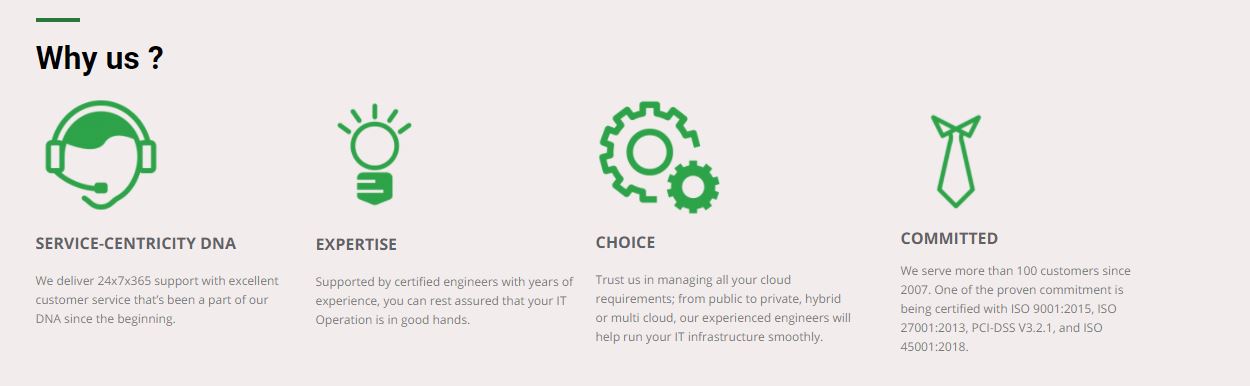 Why us ?
SERVICE-CENTRICITY DNA
We deliver 24x7x365 support with excellent
customer service that's been a part of our
DNA since the beginning.
EXPERTISE
Supported by certified engineers with years of
experience, you can rest assured that your IT
Operation is in good hands.
CHOICE
Trust us in managing all your cloud
requirements; from public to private, hybrid
or multi cloud, our experienced engineers will
help run your IT infrastructure smoothly.
COMMITTED
We serve more than 100 customers since
2007. One of the proven commitment is
being certified with ISO 9001:2015, ISO
27001:2013, PCI-DSS V3.2.1, and ISO
45001:2018.